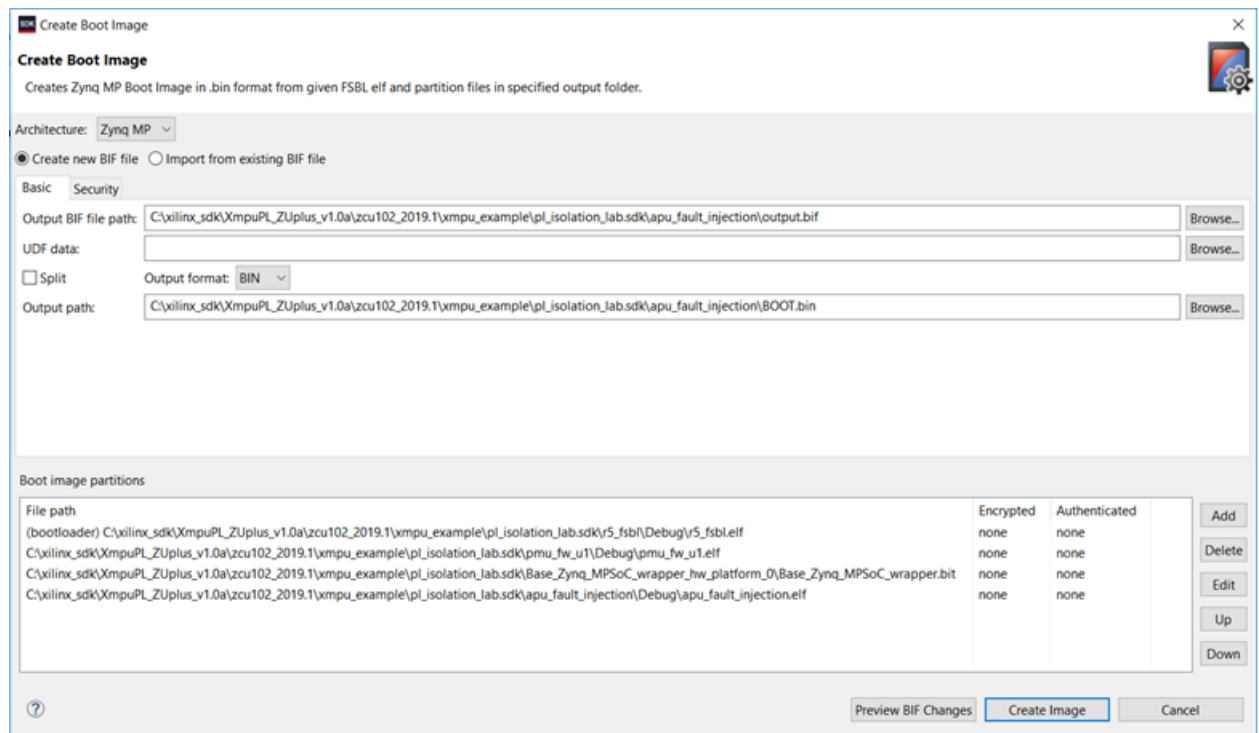 SDK Create Boot Image
Create Boot Image
Creates Zynq MP Boot Image in .bin format from given FSBL elf and partition files in specified output folder.
Architecture: Zynq MP
Create new BIF file Import from existing BIF file
Basic Security
Output BIF file path: C:\xilinx_sdk\XmpuPL_ZUplus_v1.0a\zcu102_2019.1\xmpu_example\pl_isolation_lab.sdk\apu_fault_injection\output.bif Browse...
UDF data: Browse...
Split Output format: BIN
Output path: C:\xilinx_sdk\XmpuPL_ZUplus_v1.0a\zcu102_2019.1\xmpu_example\pl_isolation_lab.sdk\apu_fault_injection\BOOT.bin Browse...
Boot image partitions
File path Encrypted Authenticated Add
(bootloader) C:\xilinx_sdk\XmpuPL_ZUplus_v1.0a\zcu102_2019.1\xmpu_example\pl_isolation_lab.sdk\r5_fsbl\Debug\r5_fsbl.elf none none
C:\xilinx_sdk\XmpuPL_ZUplus_v1.0a\zcu102_2019.1\xmpu_example\pl_isolation_lab.sdk\pmu_fw_u1\Debug\pmu_fw_u1.elf none none Delete
C:\xilinx_sdk\XmpuPL_ZUplus_v1.0a\zcu102_2019.1\xmpu_example\pl_isolation_lab.sdk\Base_Zynq_MPSoC_wrapper_hw_platform_0\Base_Zynq_MPSoC_wrapper.bit none none
C:\xilinx_sdk\XmpuPL_ZUplus_v1.0a\zcu102_2019.1\xmpu_example\pl_isolation_lab.sdk\apu_fault_injection\Debug\apu_fault_injection.elf none none Edit
Up
Down
? Preview BIF Changes Create Image Cancel